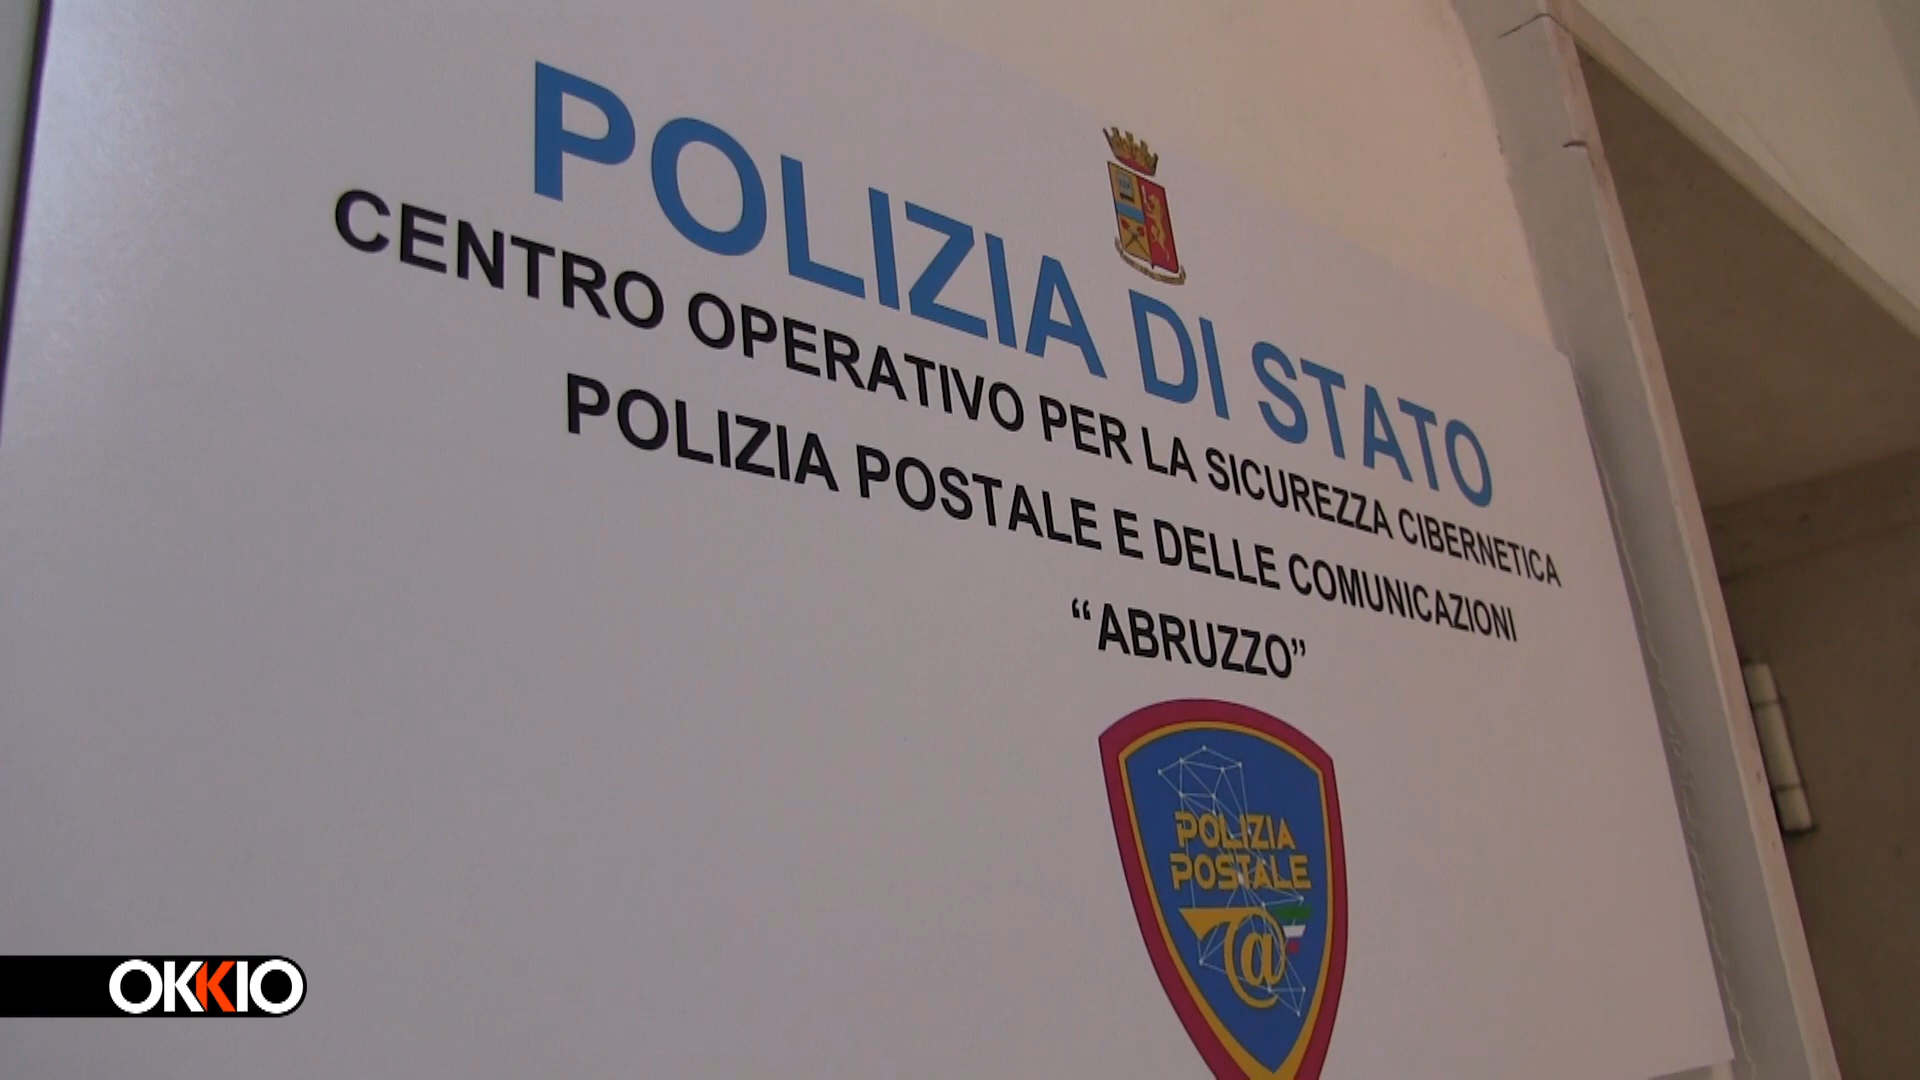 POLIZIA DI STATO
CENTRO OPERATIVO PER LA SICUREZZA CIBERNETICA
POLIZIA POSTALE E DELLE COMUNICAZIONI
“ABRUZZO”
POLIZIA
POSTALE
@
OKKIO